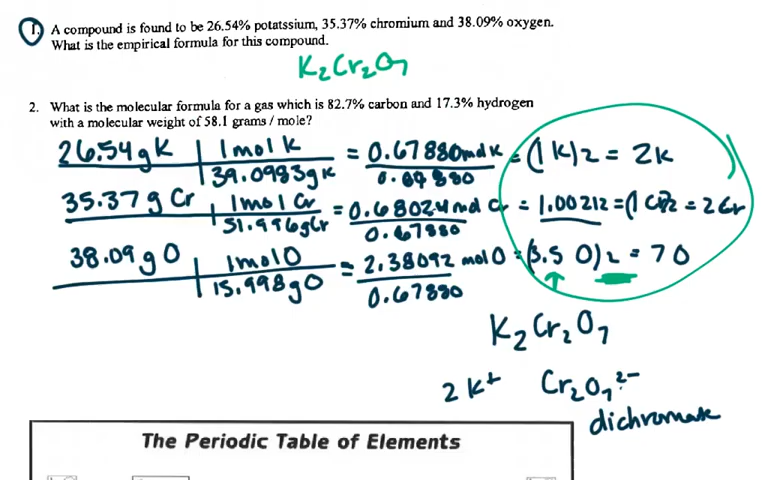 1. A compound is found to be 26.54% potatssium, 35.37% chromium and 38.09% oxygen.
What is the empirical formula for this compound.
K₂Cr₂O₇
2. What is the molecular formula for a gas which is 82.7% carbon and 17.3% hydrogen
with a molecular weight of 58.1 grams / mole?
26.54 g K | 1 mol K = 0.67880 mol K = (1 K)2 = 2K
39.0983 g K 0.67880
35.37 g Cr | 1 mol Cr = 0.68024 mol Cr = 1.00212 = (1 Cr)2 = 2 Cr
51.996 g Cr 0.67880
38.09 g O | 1 mol O = 2.38092 mol O = (3.5 O)2 = 7 O
15.998 g O 0.67880
K₂Cr₂O₇
2 K⁺ Cr₂O₇²⁻
dichromate
The Periodic Table of Elements